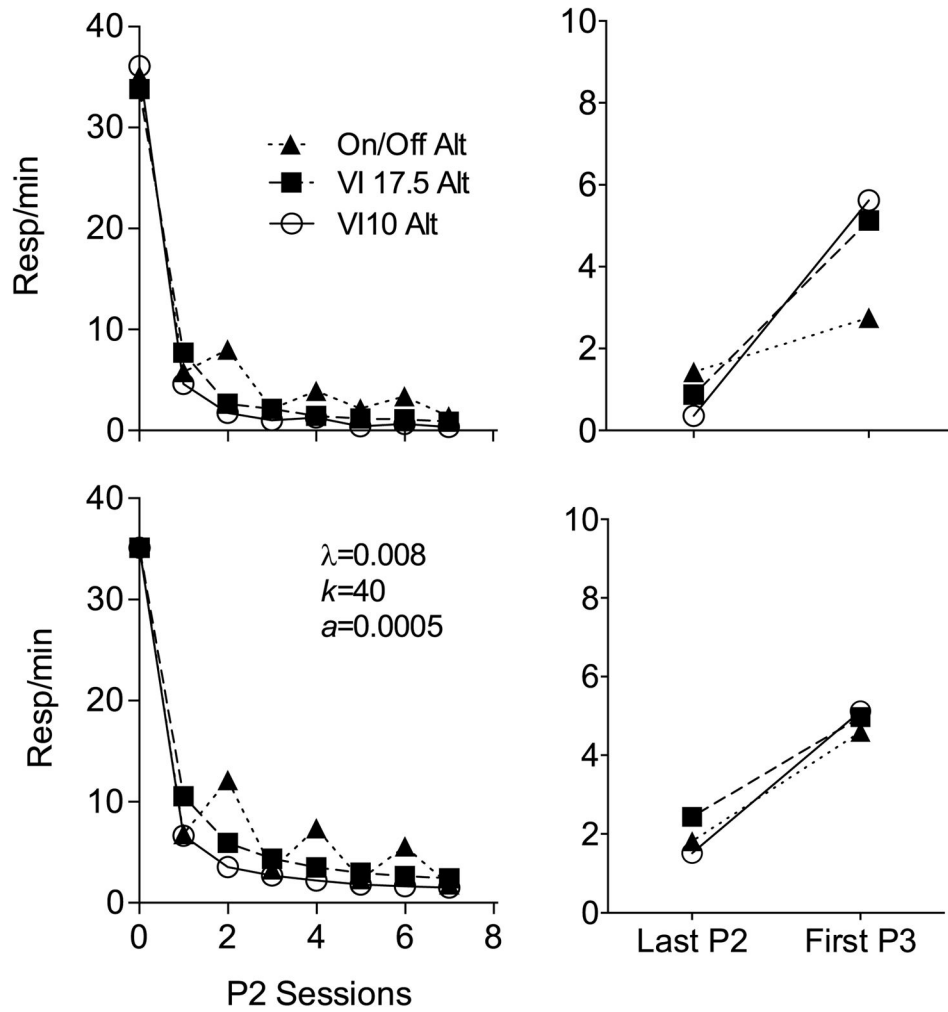 40
30
20
10
0
Resp/min
On/Off Alt
VI 17.5 Alt
VI10 Alt
10
8
6
4
2
0
40
30
20
10
0
Resp/min
λ=0.008
k=40
a=0.0005
0 2 4 6 8
P2 Sessions
10
8
6
4
2
0
Last P2 First P3